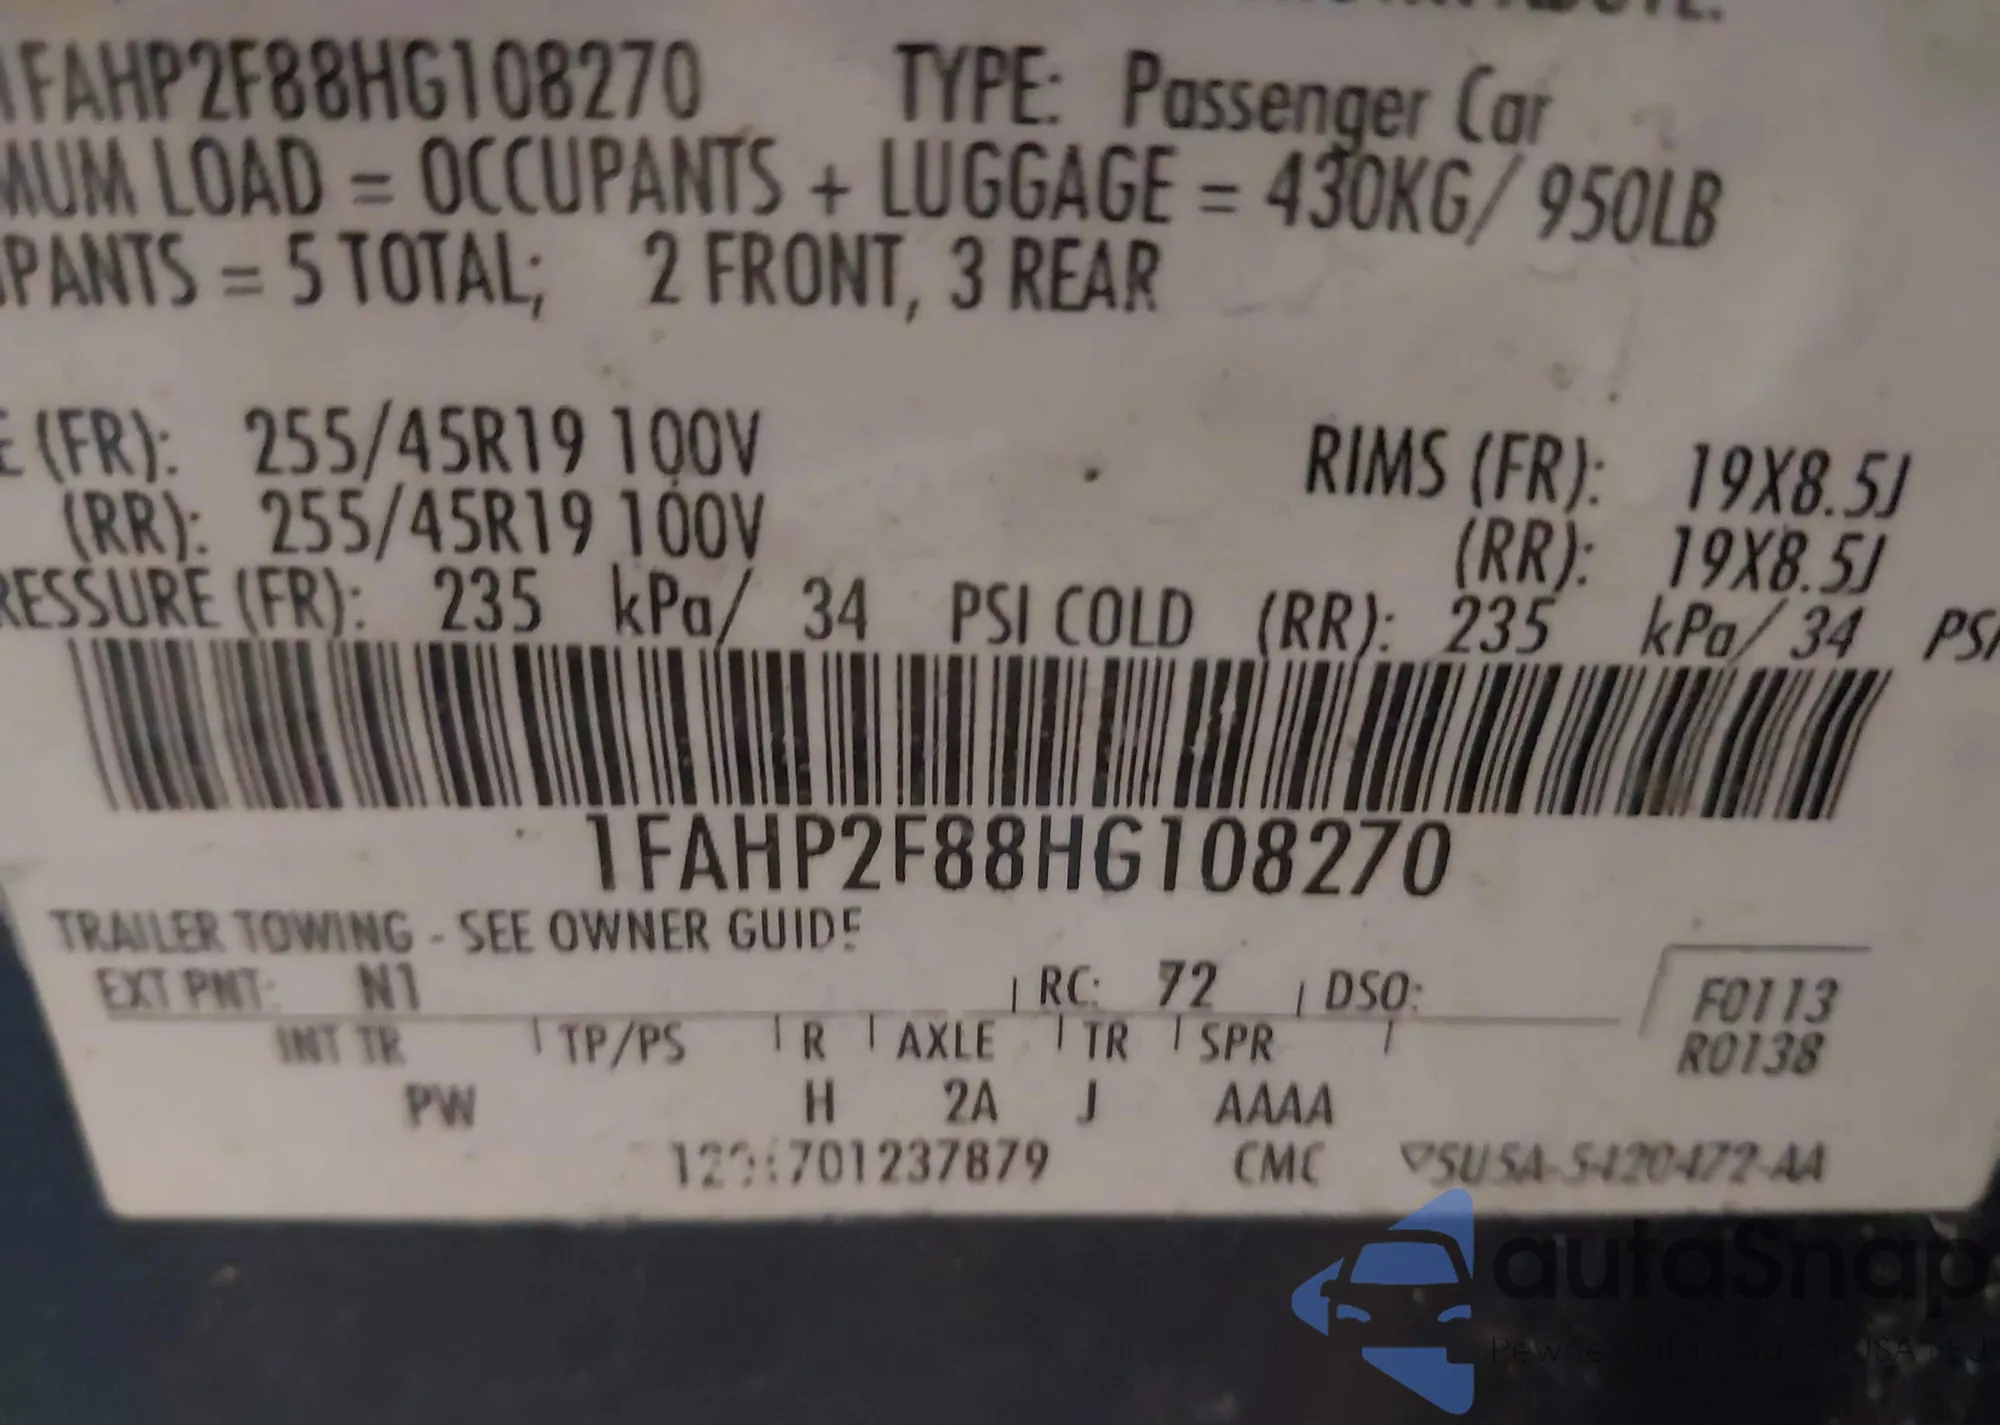 1FAHP2F88HG108270 TYPE: Passenger Car
MUM LOAD = OCCUPANTS + LUGGAGE = 430KG/ 950LB
PANTS = 5 TOTAL; 2 FRONT, 3 REAR
E (FR): 255/45R19 100V RIMS (FR): 19X8.5J
(RR): 255/45R19 100V (RR): 19X8.5J
RESSURE (FR): 235 kPa/ 34 PSI COLD (RR): 235 kPa/ 34 PSI
1FAHP2F88HG108270
TRAILER TOWING - SEE OWNER GUIDE
EXT PNT: N1 RC: 72 DSO: F0113
R0138
INT TR TP/PS R AXLE TR SPR
PW H 2A J AAAA
CMC
autaSnap